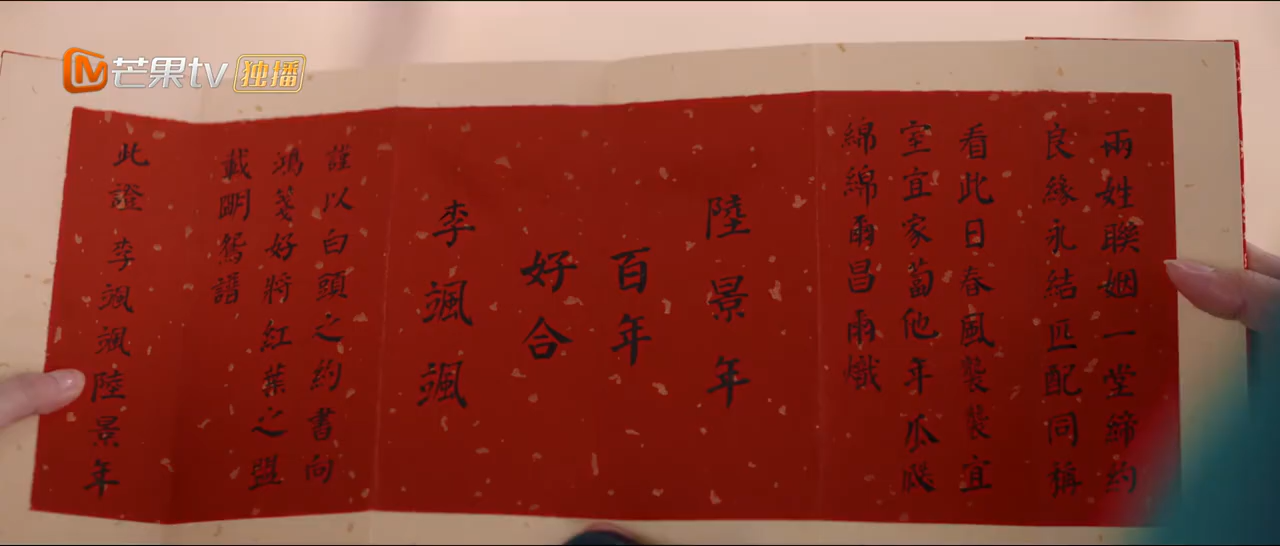 芒果tv 独播
兩姓聯姻一堂締約
良緣永結匹配同稱
看此日春風襲襲宜
室宜家蔔他年瓜瓞
綿綿爾昌爾熾
陸景年
百年
好合
李颯颯
謹以白頭之約書向
鴻箋好將紅葉之盟
載明鴛譜
此證 李颯颯 陸景年